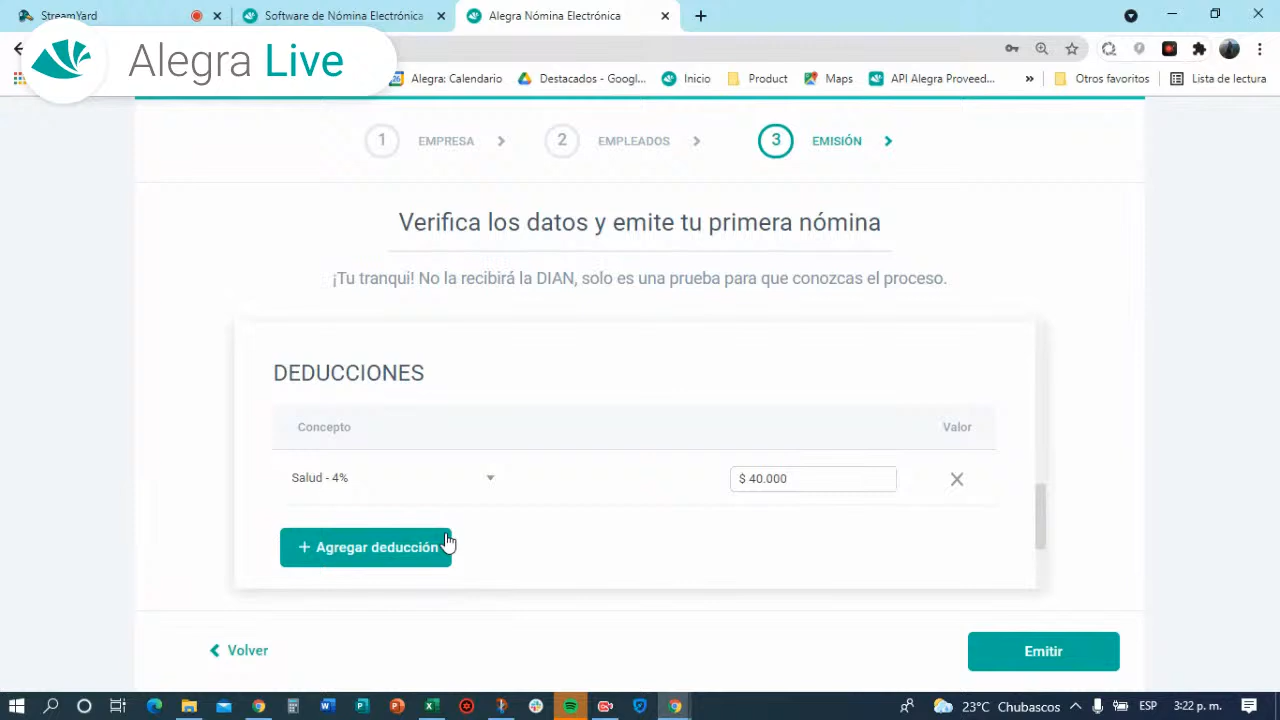 StreamYard
Software de Nómina Electrónica
Alegra Nómina Electrónica
Alegra Live
Alegra: Calendario
Destacados - Googl...
Inicio
Product
Maps
API Alegra Proveed...
»
Otros favoritos
Lista de lectura
1 EMPRESA
2 EMPLEADOS
3 EMISIÓN
Verifica los datos y emite tu primera nómina
¡Tu tranqui! No la recibirá la DIAN, solo es una prueba para que conozcas el proceso.
DEDUCCIONES
Concepto Valor
Salud - 4% $ 40.000
+ Agregar deducción
Volver
Emitir
23°C Chubascos ESP 3:22 p. m.